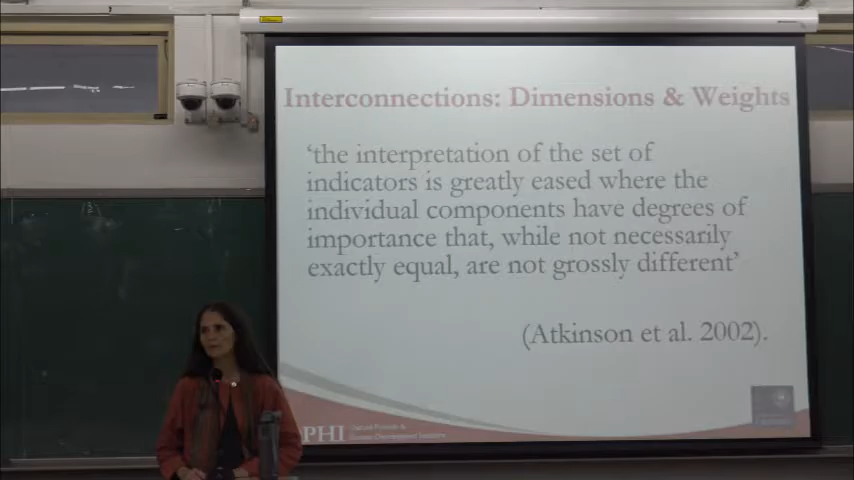 Interconnections: Dimensions & Weights
‘the interpretation of the set of
indicators is greatly eased where the
individual components have degrees of
importance that, while not necessarily
exactly equal, are not grossly different’
(Atkinson et al. 2002).
PHI